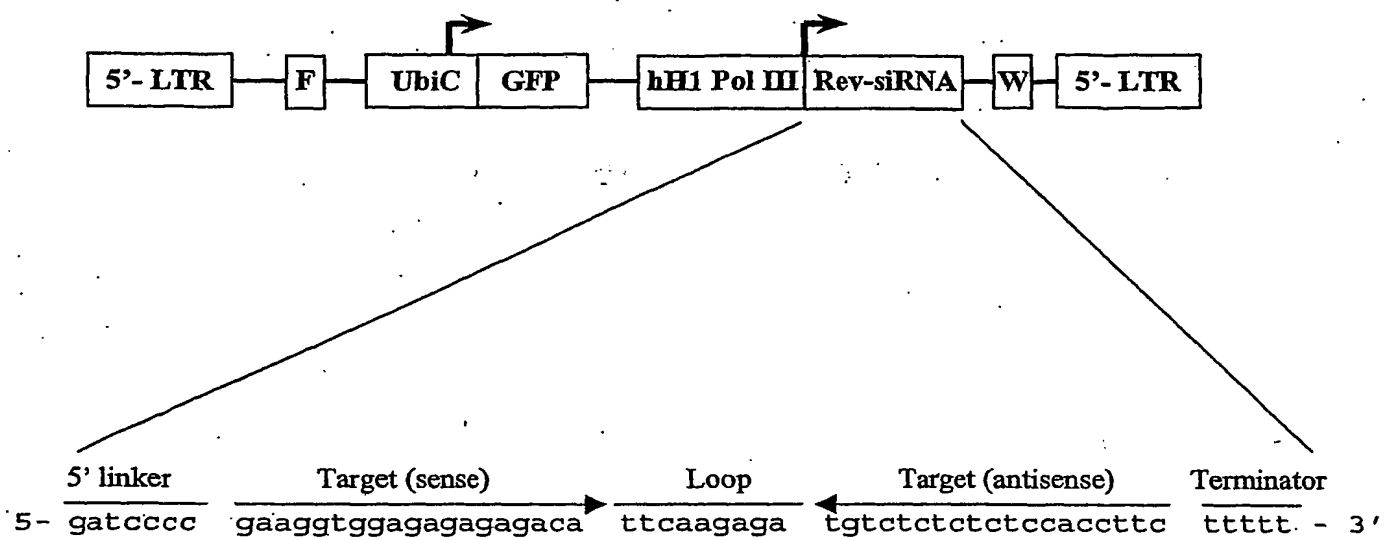 5'- LTR F UbiC GFP hH1 Pol III Rev-siRNA W 5'- LTR
5' linker Target (sense) Loop Target (antisense) Terminator
5- gatcccc gaaggtggagagagagaca ttcaagaga tgtctctctctccaccttc ttttt - 3'